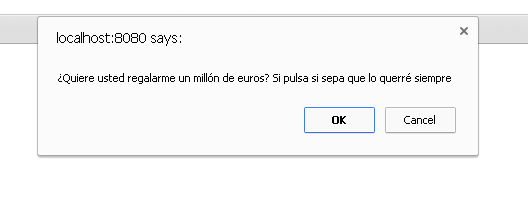 localhost:8080 says:
¿Quiere usted regalarme un millón de euros? Si pulsa si sepa que lo querré siempre
OK Cancel